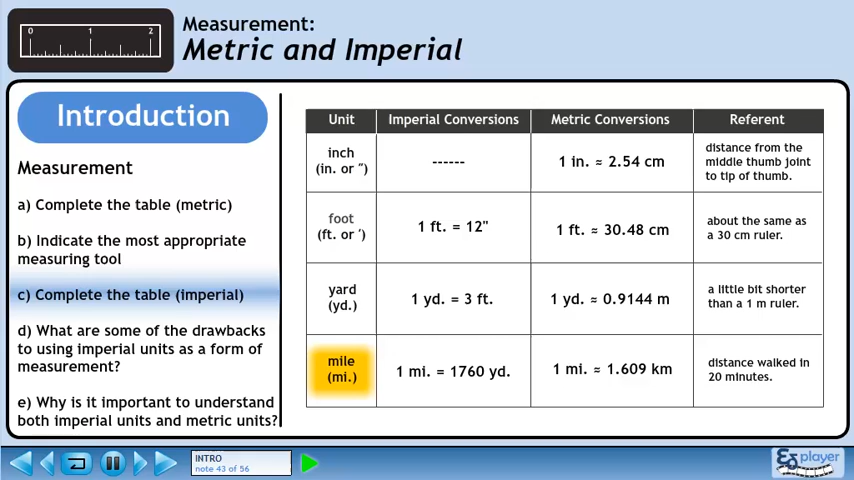 0 1 2
Measurement:
Metric and Imperial
Introduction
Measurement
a) Complete the table (metric)
b) Indicate the most appropriate
measuring tool
c) Complete the table (imperial)
d) What are some of the drawbacks
to using imperial units as a form of
measurement?
e) Why is it important to understand
both imperial units and metric units?
Unit Imperial Conversions Metric Conversions Referent
inch
(in. or ")
------
1 in. ≈ 2.54 cm
distance from the
middle thumb joint
to tip of thumb.
foot
(ft. or ')
1 ft. = 12"
1 ft. ≈ 30.48 cm
about the same as
a 30 cm ruler.
yard
(yd.)
1 yd. = 3 ft.
1 yd. ≈ 0.9144 m
a little bit shorter
than a 1 m ruler.
mile
(mi.)
1 mi. = 1760 yd.
1 mi. ≈ 1.609 km
distance walked in
20 minutes.
INTRO
note 43 of 56
player